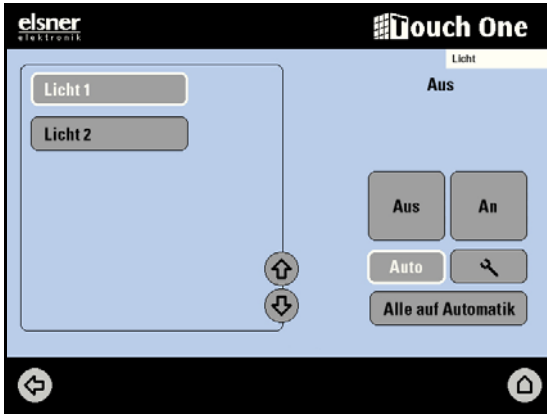 elsner
elektronik
Touch One
Licht
Aus
Licht 1
Licht 2
Aus
An
Auto
Alle auf Automatik